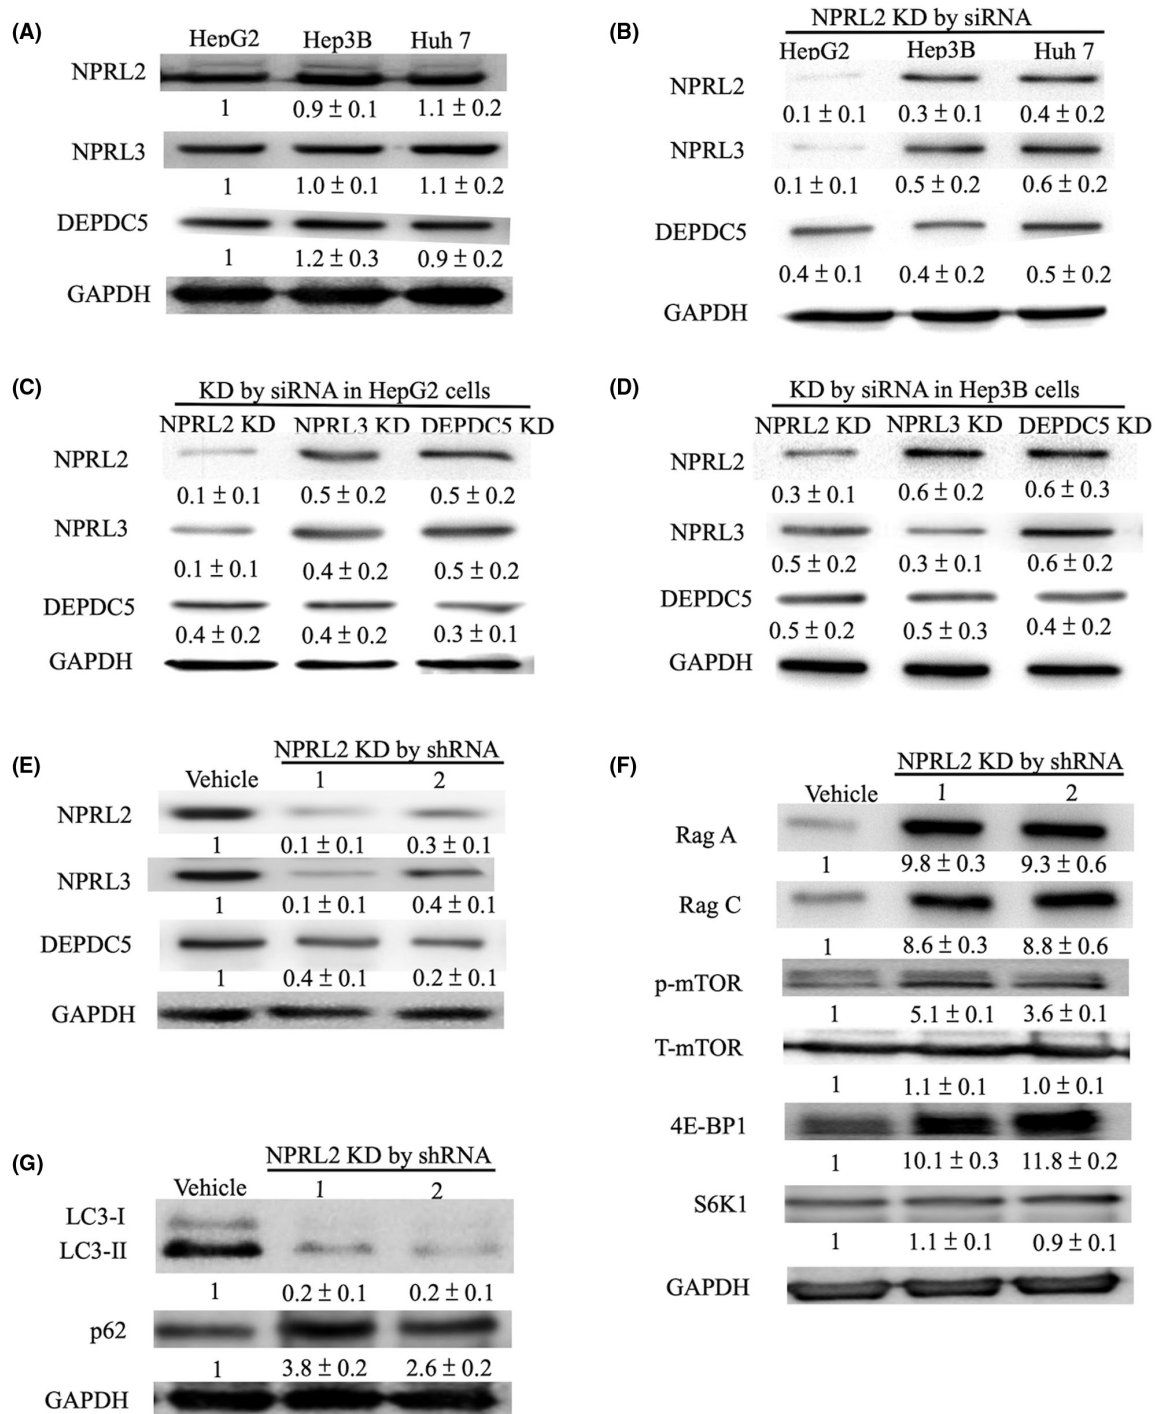 (A)
HepG2 Hep3B Huh 7
NPRL2
1 0.9 ± 0.1 1.1 ± 0.2
NPRL3
1 1.0 ± 0.1 1.1 ± 0.2
DEPDC5
1 1.2 ± 0.3 0.9 ± 0.2
GAPDH
(B)
NPRL2 KD by siRNA
HepG2 Hep3B Huh 7
NPRL2
0.1 ± 0.1 0.3 ± 0.1 0.4 ± 0.2
NPRL3
0.1 ± 0.1 0.5 ± 0.2 0.6 ± 0.2
DEPDC5
0.4 ± 0.1 0.4 ± 0.2 0.5 ± 0.2
GAPDH
(C)
KD by siRNA in HepG2 cells
NPRL2 KD NPRL3 KD DEPDC5 KD
NPRL2
0.1 ± 0.1 0.5 ± 0.2 0.5 ± 0.2
NPRL3
0.1 ± 0.1 0.4 ± 0.2 0.5 ± 0.2
DEPDC5
0.4 ± 0.2 0.4 ± 0.2 0.3 ± 0.1
GAPDH
(D)
KD by siRNA in Hep3B cells
NPRL2 KD NPRL3 KD DEPDC5 KD
NPRL2
0.3 ± 0.1 0.6 ± 0.2 0.6 ± 0.3
NPRL3
0.5 ± 0.2 0.3 ± 0.1 0.6 ± 0.2
DEPDC5
0.5 ± 0.2 0.5 ± 0.3 0.4 ± 0.2
GAPDH
(E)
NPRL2 KD by shRNA
Vehicle 1 2
NPRL2
1 0.1 ± 0.1 0.3 ± 0.1
NPRL3
1 0.1 ± 0.1 0.4 ± 0.1
DEPDC5
1 0.4 ± 0.1 0.2 ± 0.1
GAPDH
(F)
NPRL2 KD by shRNA
Vehicle 1 2
Rag A
1 9.8 ± 0.3 9.3 ± 0.6
Rag C
1 8.6 ± 0.3 8.8 ± 0.6
p-mTOR
1 5.1 ± 0.1 3.6 ± 0.1
T-mTOR
1 1.1 ± 0.1 1.0 ± 0.1
4E-BP1
1 10.1 ± 0.3 11.8 ± 0.2
S6K1
1 1.1 ± 0.1 0.9 ± 0.1
GAPDH
(G)
NPRL2 KD by shRNA
Vehicle 1 2
LC3-I
LC3-II
1 0.2 ± 0.1 0.2 ± 0.1
p62
1 3.8 ± 0.2 2.6 ± 0.2
GAPDH